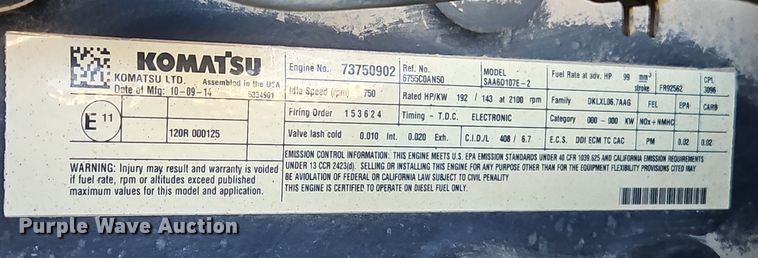 KOMATSU
KOMATSU LTD. Assembled in the USA
Date of Mfg. 10-09-14 5334901
E 11
120R 000125
WARNING: Injury may result and warranty is voided
if fuel rate, rpm or altitudes exceed published
maximum values for this model and application.
Engine No. 73750902 Ref. No. 6755C0AN50 MODEL SAA6D107E-2 Fuel Rate at adv. HP 99 mm³ stroke FR92562 CPL 3096
Idle Speed (rpm) 750 Rated HP/KW 192 / 143 at 2100 rpm Family DKLXL06.7AAG FEL EPA CARB
Firing Order 153624 Timing - T.D.C. ELECTRONIC Category 000 - 000 KW NOx+NMHC
Valve lash cold 0.010 Int. 0.020 Exh. C.I.D./L 408 / 6.7 E.C.S. DDI ECM TC CAC PM 0.02 0.02
EMISSION CONTROL INFORMATION: THIS ENGINE MEETS U.S. EPA EMISSION STANDARDS UNDER 40 CFR 1039.625 AND CALIFORNIA EMISSION REQUIREMENTS
UNDER 13 CCR 2423(d). SELLING OR INSTALLING THIS ENGINE FOR ANY PURPOSE OTHER THAN FOR THE EQUIPMENT FLEXIBILITY PROVISIONS CITED MAY
BE A VIOLATION OF FEDERAL OR CALIFORNIA LAW SUBJECT TO CIVIL PENALTY
THIS ENGINE IS CERTIFIED TO OPERATE ON DIESEL FUEL ONLY.
Purple Wave Auction